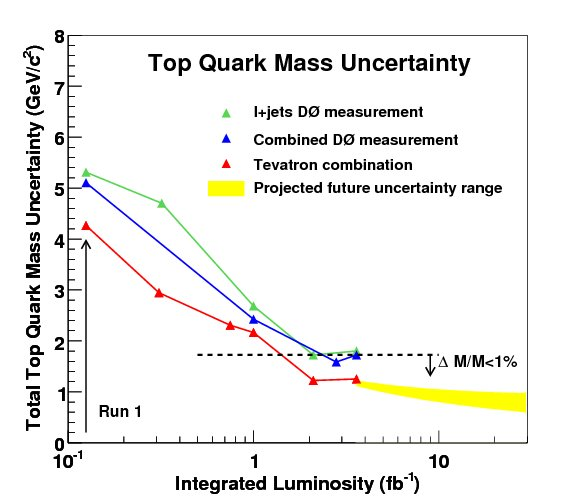 Top Quark Mass Uncertainty
l+jets DØ measurement
Combined DØ measurement
Tevatron combination
Projected future uncertainty range
Total Top Quark Mass Uncertainty (GeV/c²)
8
7
6
5
4
3
2
1
0
Δ M/M<1%
Run 1
10⁻¹ 1 10
Integrated Luminosity (fb⁻¹)